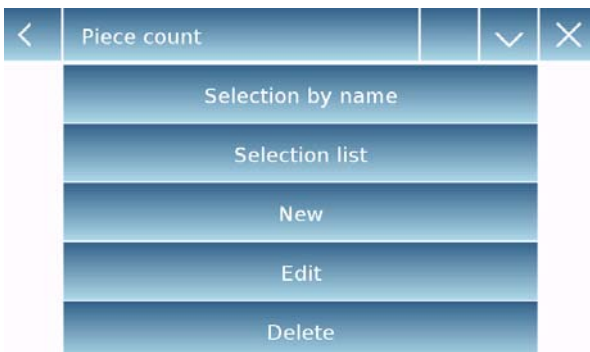 Piece count
Selection by name
Selection list
New
Edit
Delete